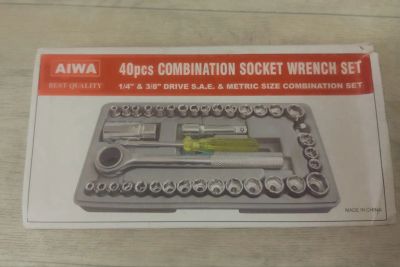 AIWA
BEST QUALITY
40pcs COMBINATION SOCKET WRENCH SET
1/4" & 3/8" DRIVE S.A.E. & METRIC SIZE COMBINATION SET
MADE IN CHINA